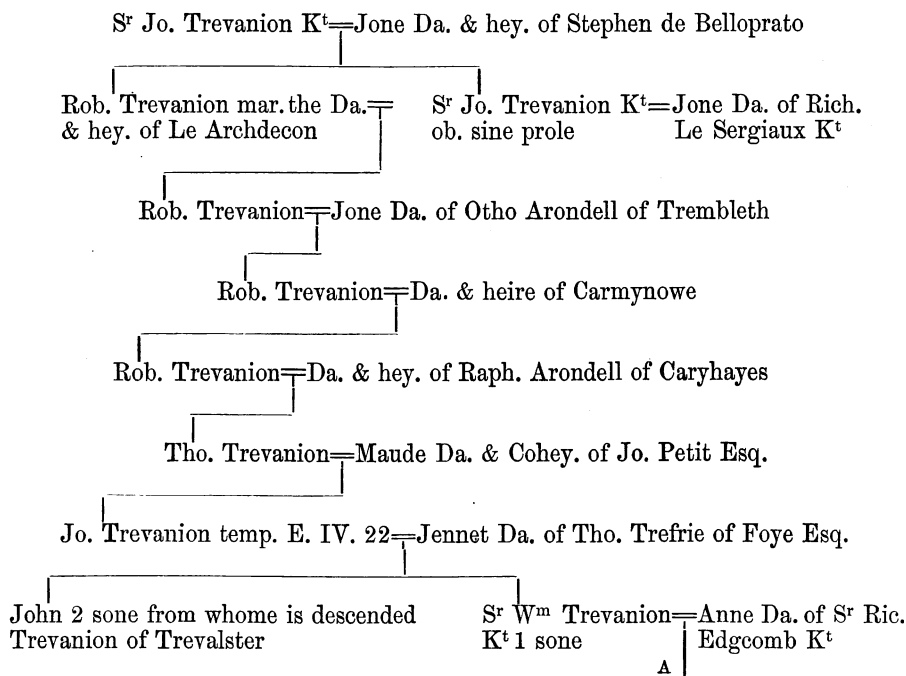 Sʳ Jo. Trevanion Kᵗ=Jone Da. & hey. of Stephen de Belloprato
Rob. Trevanion mar. the Da.= Sʳ Jo. Trevanion Kᵗ=Jone Da. of Rich.
& hey. of Le Archdecon ob. sine prole Le Sergiaux Kᵗ
Rob. Trevanion=Jone Da. of Otho Arondell of Trembleth
Rob. Trevanion=Da. & heire of Carmynowe
Rob. Trevanion=Da. & hey. of Raph. Arondell of Caryhayes
Tho. Trevanion=Maude Da. & Cohey. of Jo. Petit Esq.
Jo. Trevanion temp. E. IV. 22=Jennet Da. of Tho. Trefrie of Foye Esq.
John 2 sone from whome is descended Sʳ Wᵐ Trevanion=Anne Da. of Sʳ Ric.
Trevanion of Trevalster Kᵗ 1 sone Edgcomb Kᵗ
A